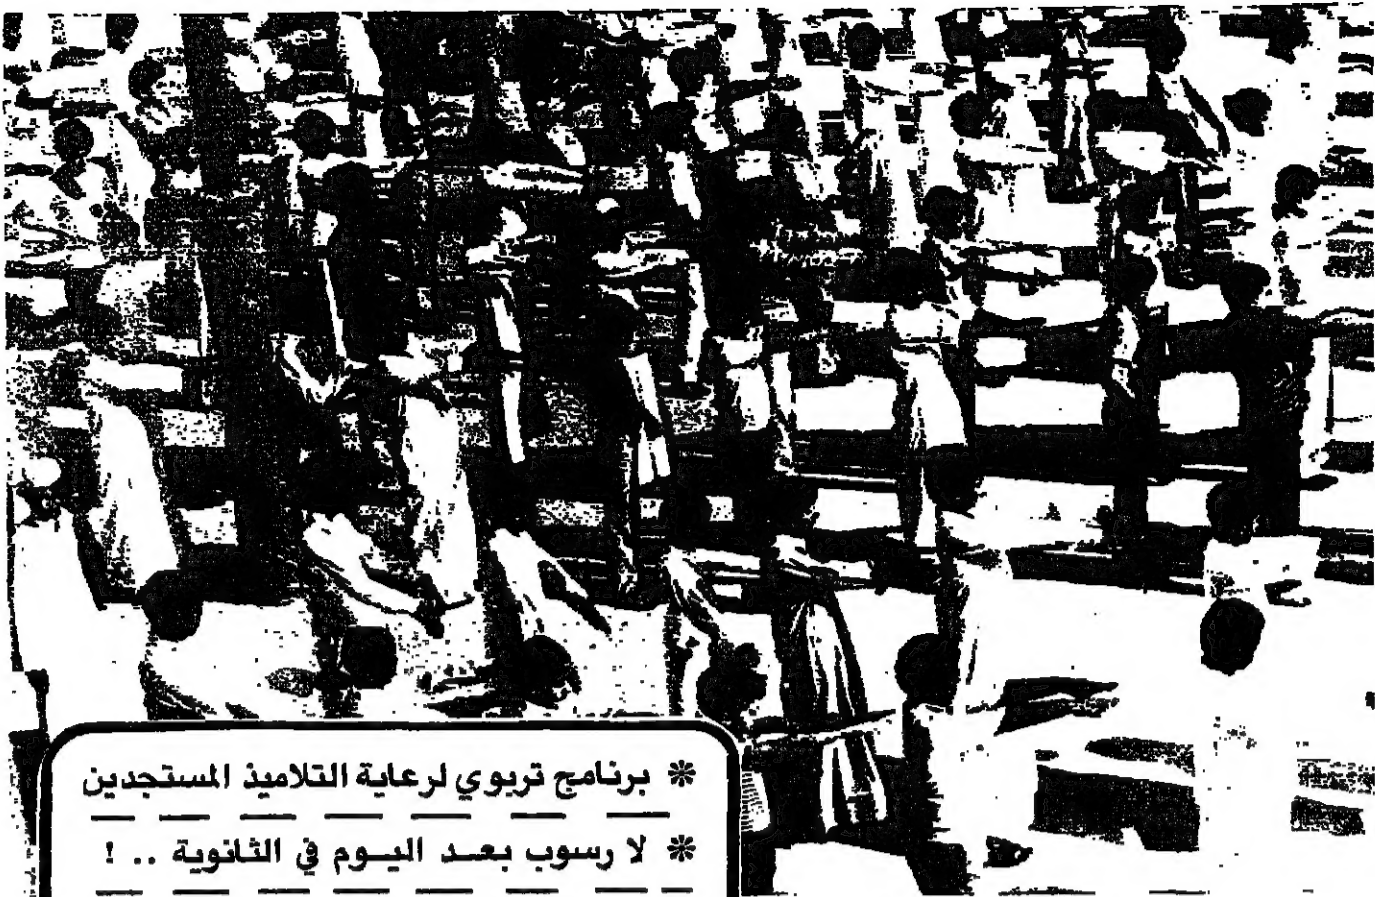 ❊ برنامج تربوي لرعاية التلاميذ المستجدين
❊ لا رسوب بعد اليوم في الثانوية .. !